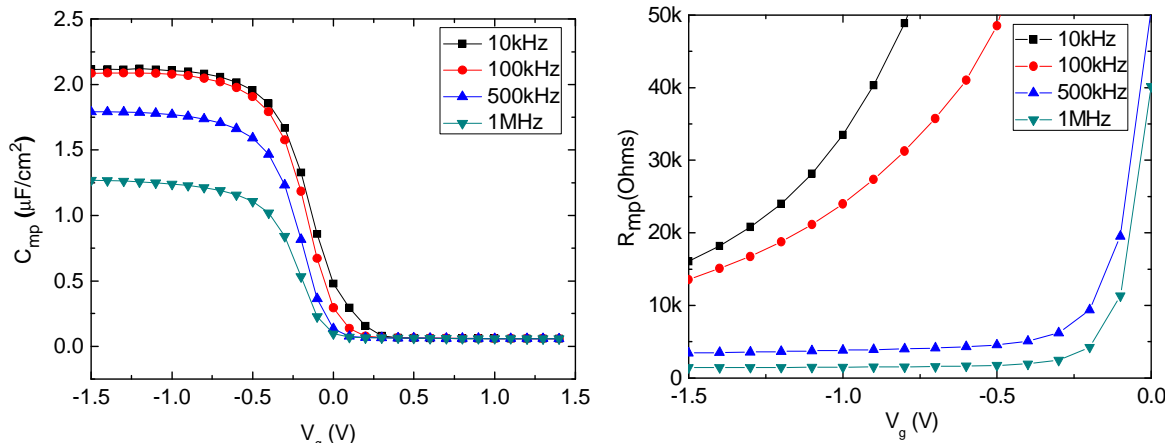 2.5
2.0
1.5
1.0
0.5
0.0
C_mp (µF/cm²)
-1.5 -1.0 -0.5 0.0 0.5 1.0 1.5
V_g (V)
10kHz
100kHz
500kHz
1MHz
50k
40k
30k
20k
10k
0
R_mp(Ohms)
-1.5 -1.0 -0.5 0.0
V_g (V)
10kHz
100kHz
500kHz
1MHz